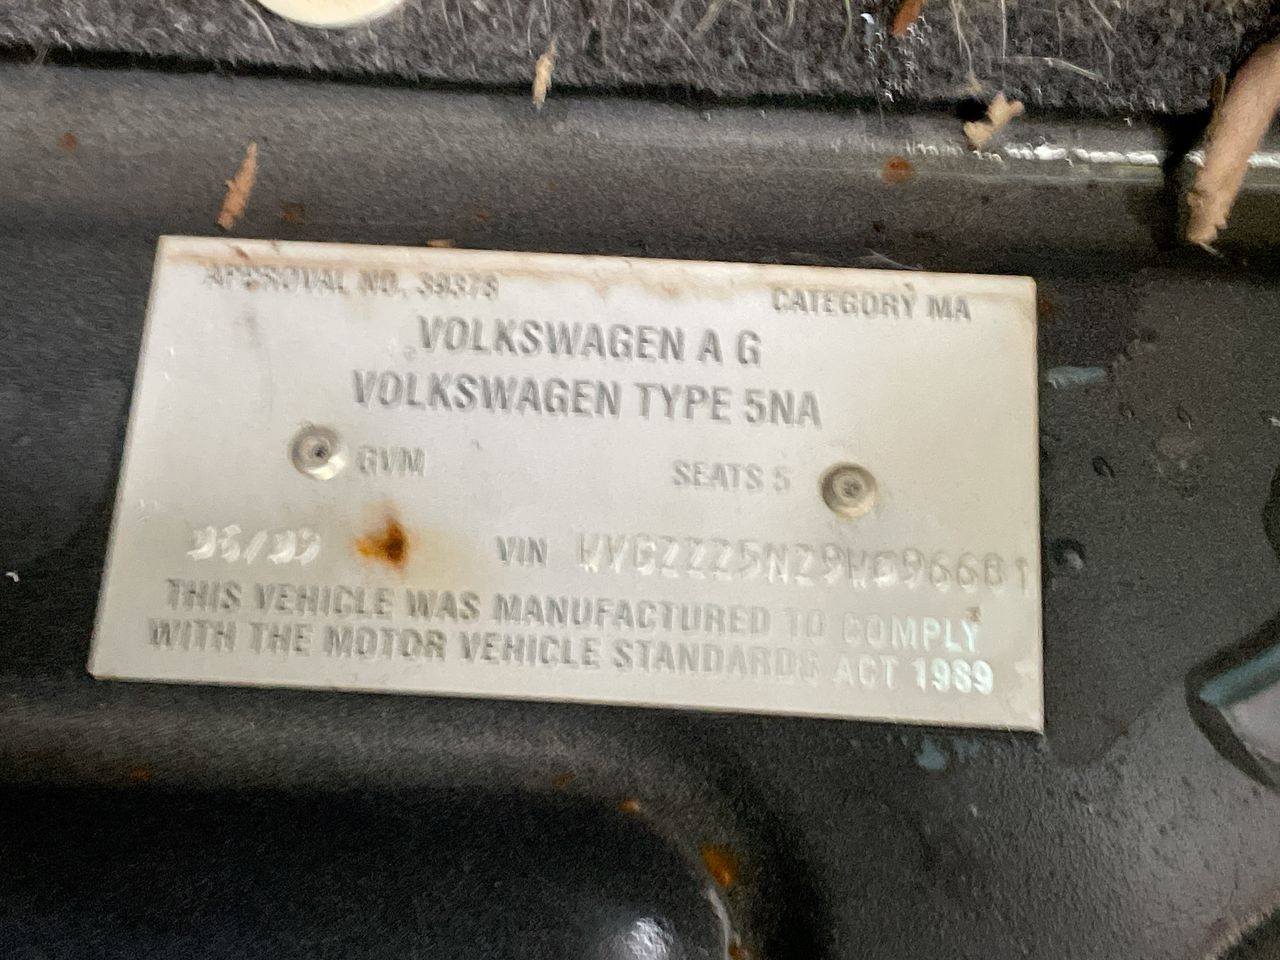 APPROVAL NO. 39378 CATEGORY MA
VOLKSWAGEN A G
VOLKSWAGEN TYPE 5NA
GVM SEATS 5
VIN
THIS VEHICLE WAS MANUFACTURED TO COMPLY
WITH THE MOTOR VEHICLE STANDARDS ACT 1989